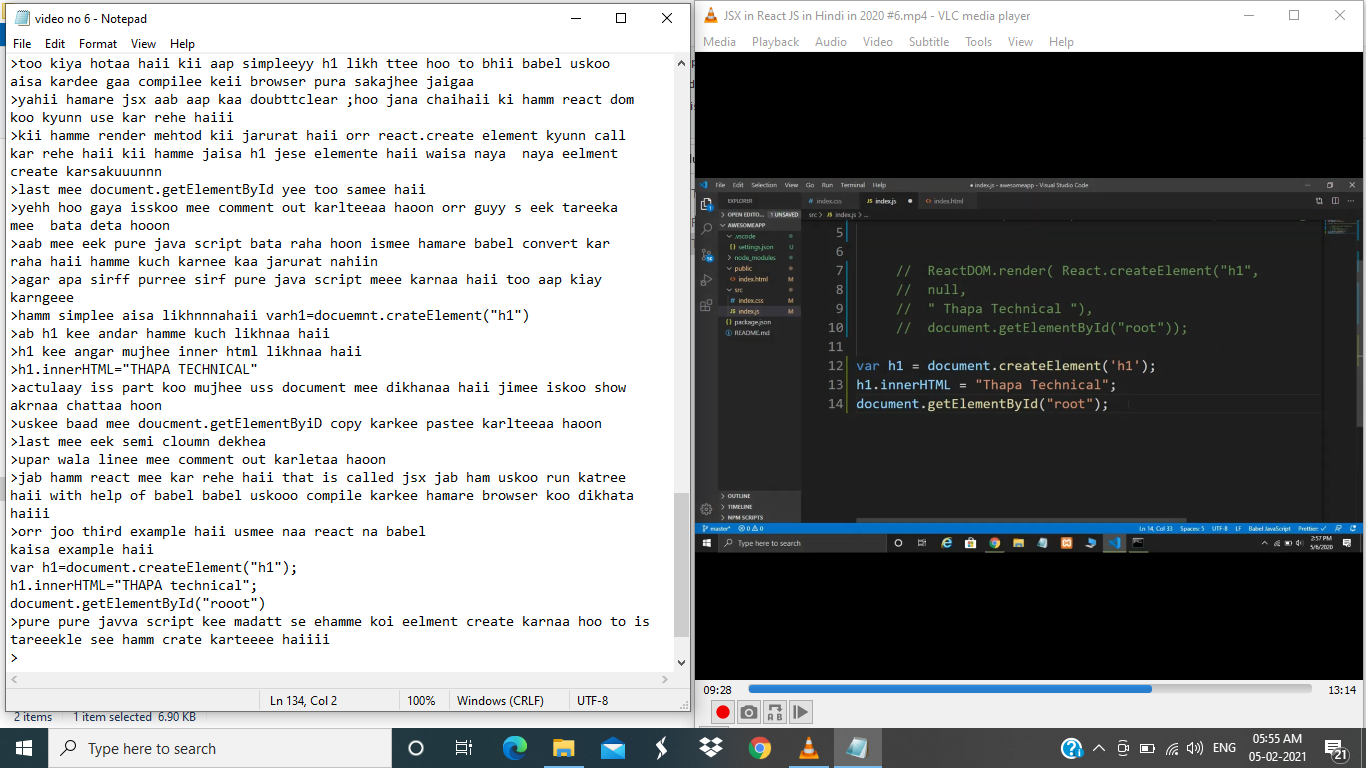 video no 6 - Notepad
File Edit Format View Help
>too kiya hotaa haii kii aap simpleeyy h1 likh ttee hoo to bhii babel uskoo
aisa kardee gaa compilee keii browser pura sakajhee jaigaa
>yahii hamare jsx aab aap kaa doubttclear ;hoo jana chaihaii ki hamm react dom
koo kyunn use kar rehe haiii
>kii hamme render mehtod kii jarurat haii orr react.create element kyunn call
kar rehe haii kii hamme jaisa h1 jese elemente haii waisa naya  naya eelment
create karsakuuunnn
>last mee document.getElementById yee too samee haii
>yehh hoo gaya isskoo mee comment out karlteeaa haoon orr guyy s eek tareeka
mee  bata deta hooon
>aab mee eek pure java script bata raha hoon ismee hamare babel convert kar
raha haii hamme kuch karnee kaa jarurat nahiin
>agar apa sirff purree sirf pure java script meee karnaa haii too aap kiay
karngeee
>hamm simplee aisa likhnnnahaii varh1=docuemnt.crateElement("h1")
>ab h1 kee andar hamme kuch likhnaa haii
>h1 kee angar mujhee inner html likhnaa haii
>h1.innerHTML="THAPA TECHNICAL"
>actulaay iss part koo mujhee uss document mee dikhanaa haii jimee iskoo show
akrnaa chattaa hoon
>uskee baad mee doucment.getElementByiD copy karkee pastee karlteeaa haoon
>last mee eek semi cloumn dekhea
>upar wala linee mee comment out karletaa haoon
>jab hamm react mee kar rehe haii that is called jsx jab ham uskoo run katree
haii with help of babel babel uskooo compile karkee hamare browser koo dikhata
haiii
>orr joo third example haii usmee naa react na babel
kaisa example haii
var h1=document.createElement("h1");
h1.innerHTML="THAPA technical";
document.getElementById("rooot")
>pure pure javva script kee madatt se ehamme koi eelment create karnaa hoo to is
tareeekle see hamm crate karteeee haiiii
>
Ln 134, Col 2 100% Windows (CRLF) UTF-8
2 items 1 item selected 6.90 KB
JSX in React JS in Hindi in 2020 #6.mp4 - VLC media player
Media Playback Audio Video Subtitle Tools View Help
File Edit Selection View Go Run Terminal Help
● index.js - awesomeapp - Visual Studio Code
EXPLORER
# index.css JS index.js ● <> index.html
OPEN EDITO... 1 UNSAVED
src > JS index.js > ...
AWESOMEAPP
.vscode
settings.json U
node_modules
public
index.html M
src
index.css M
index.js M
package.json M
README.md
OUTLINE
TIMELINE
NPM SCRIPTS
5
6
7 // ReactDOM.render( React.createElement("h1",
8 // null,
9 // " Thapa Technical "),
10 // document.getElementById("root"));
11
12 var h1 = document.createElement('h1');
13 h1.innerHTML = "Thapa Technical";
14 document.getElementById("root");
master* 0 0 Ln 14, Col 33 Spaces: 5 UTF-8 LF Babel JavaScript Prettier: ✓
Type here to search
2:57 PM
5/6/2020
09:28 13:14
A B
Type here to search
ENG
05:55 AM
05-02-2021
21